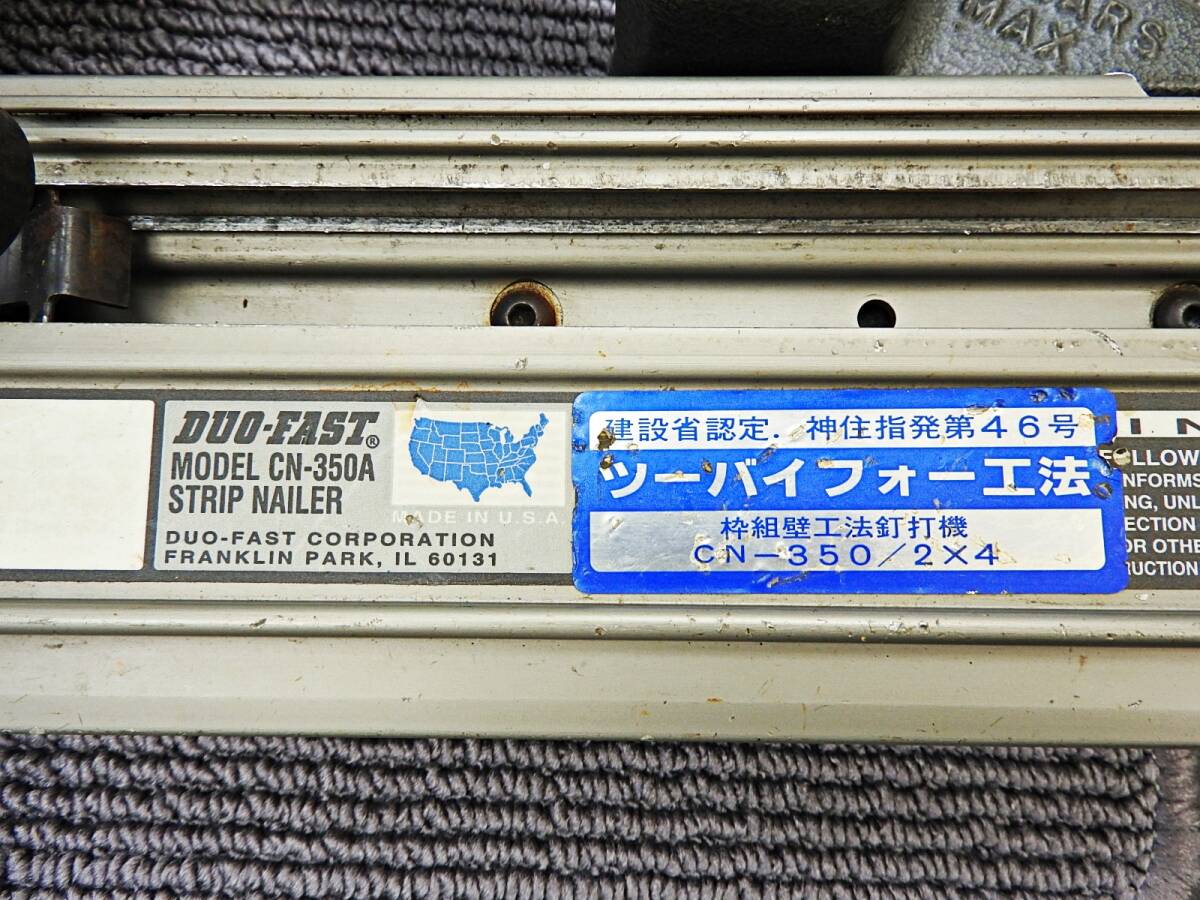 ARS
MAX
DUO-FAST®
MODEL CN-350A
STRIP NAILER
MADE IN U.S.A.
DUO-FAST CORPORATION
FRANKLIN PARK, IL 60131
建設省認定. 神住指発第46号
ツーバイフォー工法
枠組壁工法釘打機
CN-350/2×4
IN
FOLLOW
NFORMS
NG, UNL
ECTION
OR OTHE
RUCTION